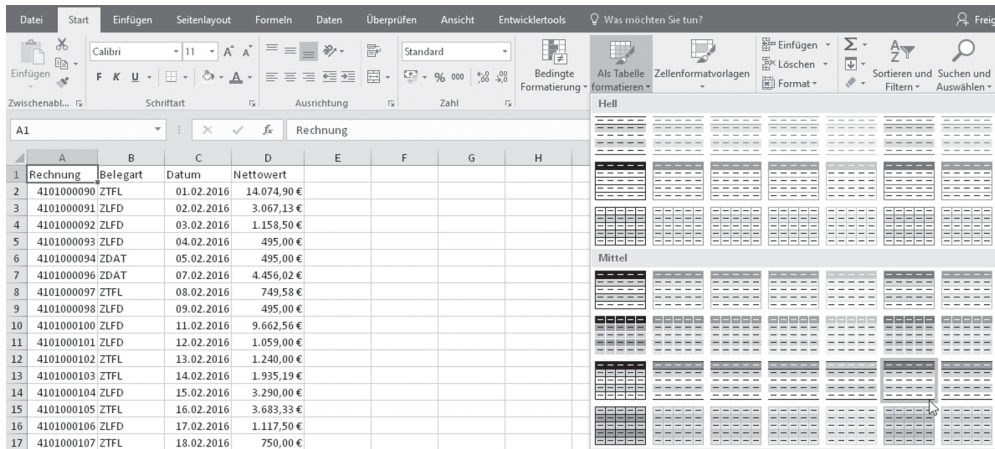 Datei Start Einfügen Seitenlayout Formeln Daten Überprüfen Ansicht Entwicklertools Was möchten Sie tun? Freig
Calibri 11 A A Standard Einfügen Σ
Einfügen F K U A % 000 Bedingte Formatierung Als Tabelle formatieren Zellenformatvorlagen Löschen Format Sortieren und Filtern Suchen und Auswählen
Zwischenabl... Schriftart Ausrichtung Zahl
Hell
A1 fx Rechnung
A B C D E F G H
1 Rechnung Belegart Datum Nettowert
2 4101000090 ZTFL 01.02.2016 14.074,90 €
3 4101000091 ZLFD 02.02.2016 3.067,13 €
4 4101000092 ZLFD 03.02.2016 1.158,50 €
5 4101000093 ZLFD 04.02.2016 495,00 €
6 4101000094 ZDAT 05.02.2016 495,00 €
7 4101000096 ZDAT 07.02.2016 4.456,02 €
8 4101000097 ZTFL 08.02.2016 749,58 €
9 4101000098 ZLFD 09.02.2016 495,00 €
10 4101000100 ZLFD 11.02.2016 9.662,56 €
11 4101000101 ZLFD 12.02.2016 1.059,00 €
12 4101000102 ZTFL 13.02.2016 1.240,00 €
13 4101000103 ZTFL 14.02.2016 1.935,19 €
14 4101000104 ZLFD 15.02.2016 3.290,00 €
15 4101000105 ZTFL 16.02.2016 3.683,33 €
16 4101000106 ZLFD 17.02.2016 1.117,50 €
17 4101000107 ZTFL 18.02.2016 750,00 €
Mittel